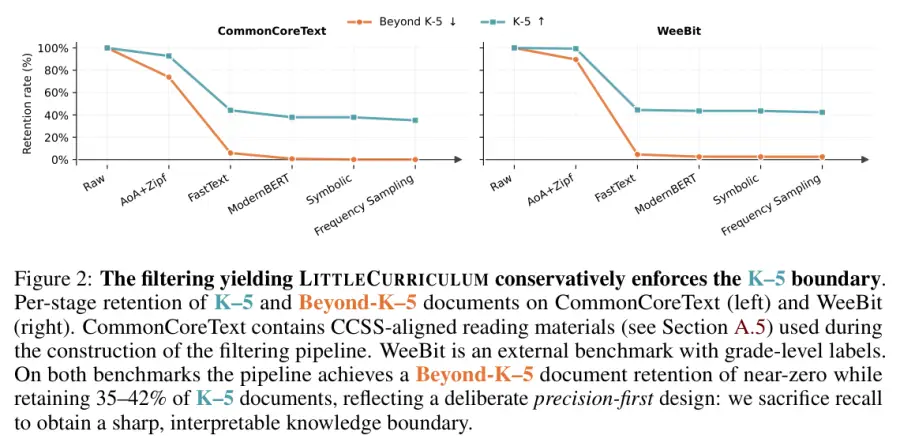 Beyond K-5 ↓ K-5 ↑
CommonCoreText
WeeBit
Retention rate (%)
100%
80%
60%
40%
20%
0%
Raw
AoA+Zipf
FastText
ModernBERT
Symbolic
Frequency Sampling
Raw
AoA+Zipf
FastText
ModernBERT
Symbolic
Frequency Sampling
Figure 2: The filtering yielding LITTLECURRICULUM conservatively enforces the K–5 boundary.
Per-stage retention of K–5 and Beyond-K–5 documents on CommonCoreText (left) and WeeBit
(right). CommonCoreText contains CCSS-aligned reading materials (see Section A.5) used during
the construction of the filtering pipeline. WeeBit is an external benchmark with grade-level labels.
On both benchmarks the pipeline achieves a Beyond-K–5 document retention of near-zero while
retaining 35–42% of K–5 documents, reflecting a deliberate precision-first design: we sacrifice recall
to obtain a sharp, interpretable knowledge boundary.